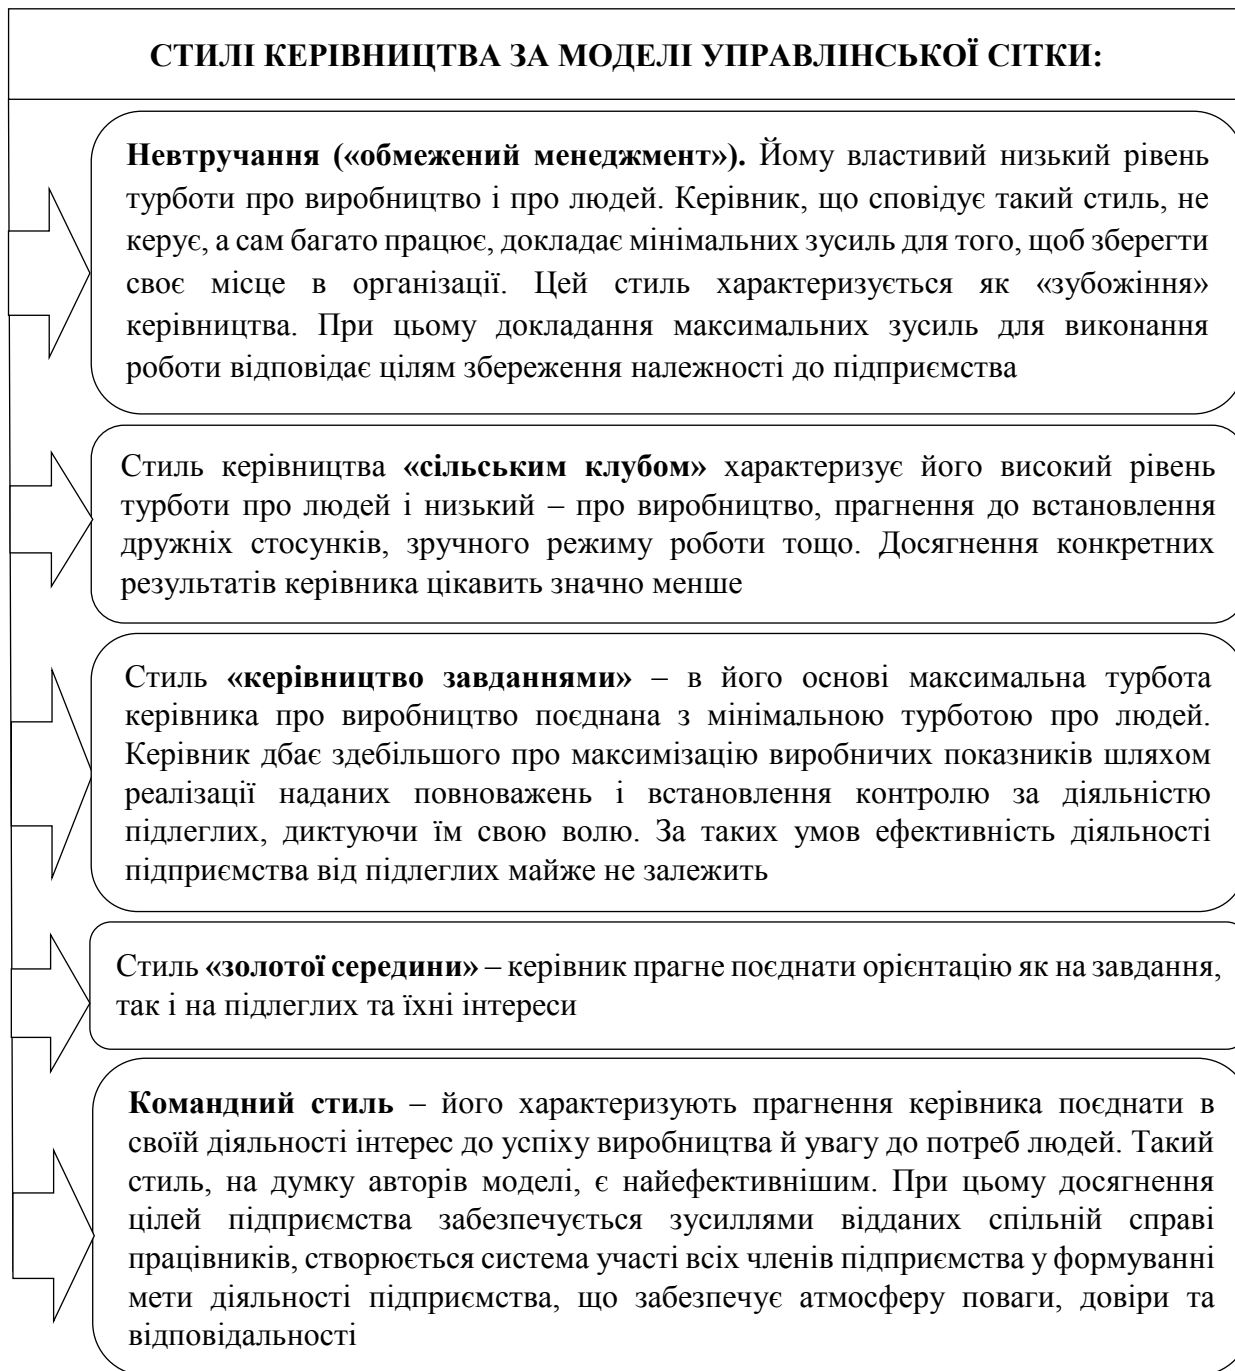 СТИЛІ КЕРІВНИЦТВА ЗА МОДЕЛІ УПРАВЛІНСЬКОЇ СІТКИ:
Невтручання («обмежений менеджмент»). Йому властивий низький рівень
турботи про виробництво і про людей. Керівник, що сповідує такий стиль, не
керує, а сам багато працює, докладає мінімальних зусиль для того, щоб зберегти
своє місце в організації. Цей стиль характеризується як «зубожіння»
керівництва. При цьому докладання максимальних зусиль для виконання
роботи відповідає цілям збереження належності до підприємства
Стиль керівництва «сільським клубом» характеризує його високий рівень
турботи про людей і низький – про виробництво, прагнення до встановлення
дружніх стосунків, зручного режиму роботи тощо. Досягнення конкретних
результатів керівника цікавить значно менше
Стиль «керівництво завданнями» – в його основі максимальна турбота
керівника про виробництво поєднана з мінімальною турботою про людей.
Керівник дбає здебільшого про максимізацію виробничих показників шляхом
реалізації наданих повноважень і встановлення контролю за діяльністю
підлеглих, диктуючи їм свою волю. За таких умов ефективність діяльності
підприємства від підлеглих майже не залежить
Стиль «золотої середини» – керівник прагне поєднати орієнтацію як на завдання,
так і на підлеглих та їхні інтереси
Командний стиль – його характеризують прагнення керівника поєднати в
своїй діяльності інтерес до успіху виробництва й увагу до потреб людей. Такий
стиль, на думку авторів моделі, є найефективнішим. При цьому досягнення
цілей підприємства забезпечується зусиллями відданих спільній справі
працівників, створюється система участі всіх членів підприємства у формуванні
мети діяльності підприємства, що забезпечує атмосферу поваги, довіри та
відповідальності